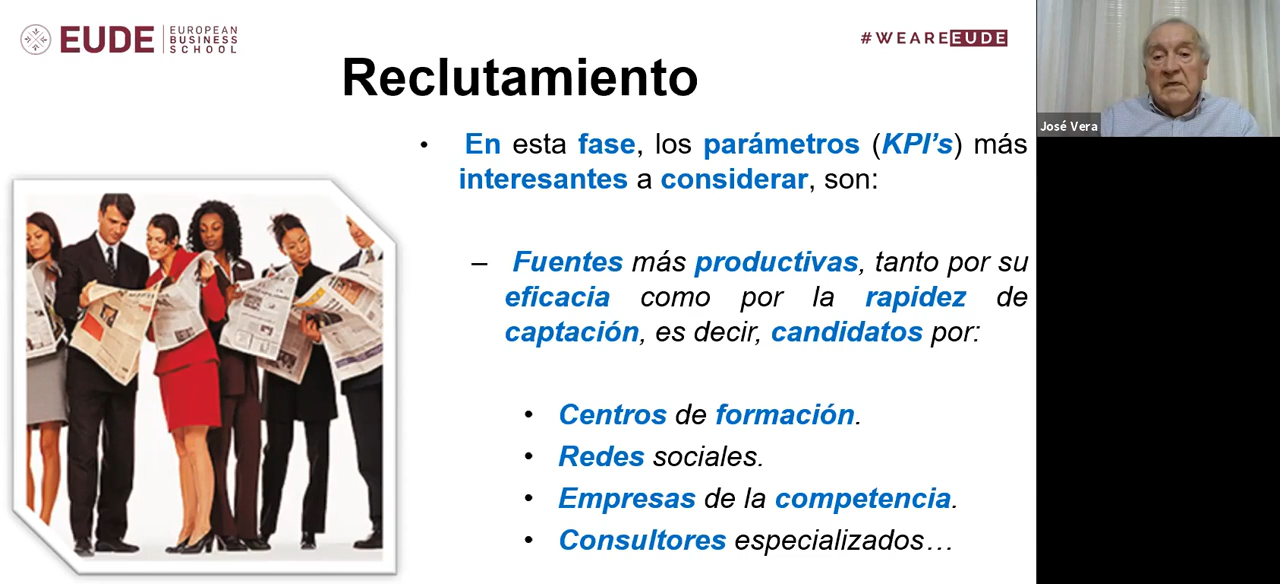 EUDE
EUROPEAN
BUSINESS
SCHOOL
#WEAREEUDE
Reclutamiento
José Vera
• En esta fase, los parámetros (KPI's) más
interesantes a considerar, son:
– Fuentes más productivas, tanto por su
eficacia como por la rapidez de
captación, es decir, candidatos por:
• Centros de formación.
• Redes sociales.
• Empresas de la competencia.
• Consultores especializados…